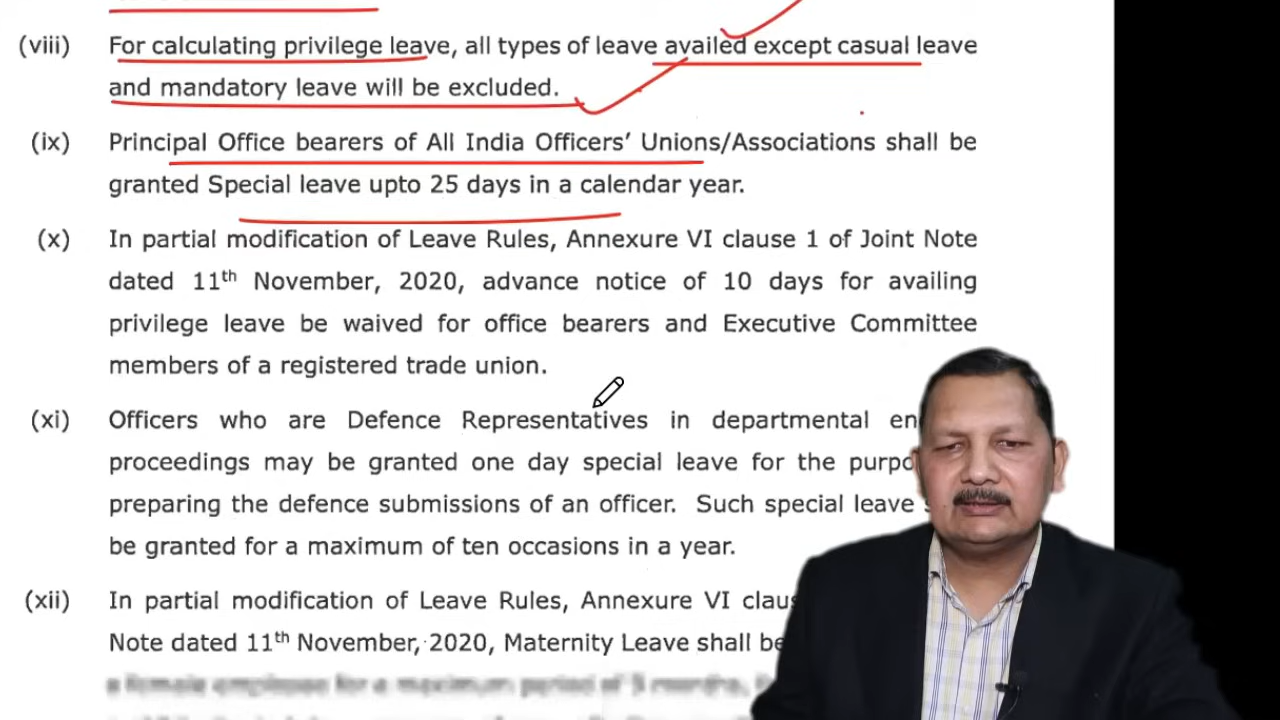 (viii) For calculating privilege leave, all types of leave availed except casual leave
and mandatory leave will be excluded.
(ix) Principal Office bearers of All India Officers' Unions/Associations shall be
granted Special leave upto 25 days in a calendar year.
(x) In partial modification of Leave Rules, Annexure VI clause 1 of Joint Note
dated 11th November, 2020, advance notice of 10 days for availing
privilege leave be waived for office bearers and Executive Committee
members of a registered trade union.
(xi) Officers who are Defence Representatives in departmental
proceedings may be granted one day special leave for the
preparing the defence submissions of an officer. Such special leave
be granted for a maximum of ten occasions in a year.
(xii) In partial modification of Leave Rules, Annexure VI
Note dated 11th November, 2020, Maternity Leave shall be
a female employee for a maximum period of